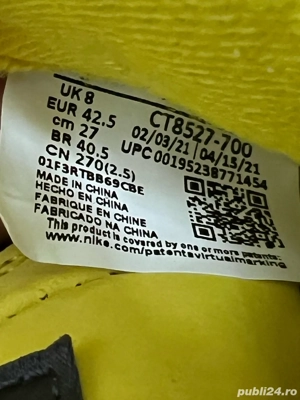 UK 8
EUR 42.5
cm 27
BR 40.5
CN 270(2.5)
CT8527-700
02/03/21 04/15/21
UPC 00195238771454
01F3RTBB69CBE
MADE IN CHINA
HECHO EN CHINA
FABRIQUE EN CHINE
FABRICADO NA CHINA
This product is covered by one or more patents:
www.nike.com/patentsvirtualmarking
publi24.ro